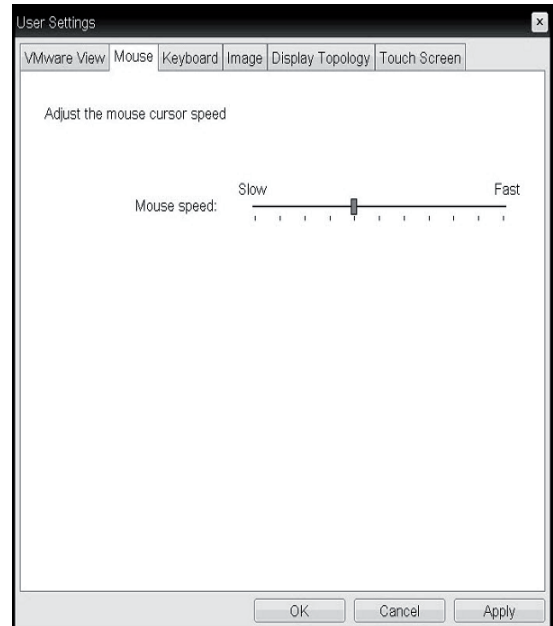 User Settings x
VMware View Mouse Keyboard Image Display Topology Touch Screen
Adjust the mouse cursor speed
Slow Fast
Mouse speed:
OK Cancel Apply